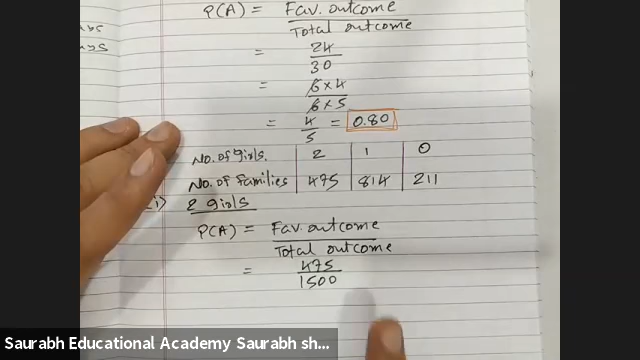 P(A) = Fav. outcome
Total outcome
= 24
30
= 6 x 4
6 x 5
= 4 = 0.80
5
No. of girls. 2 1 0
No. of families 475 814 211
i) 2 girls
P(A) = Fav. outcome
Total outcome
= 475
1500
Saurabh Educational Academy Saurabh sh...